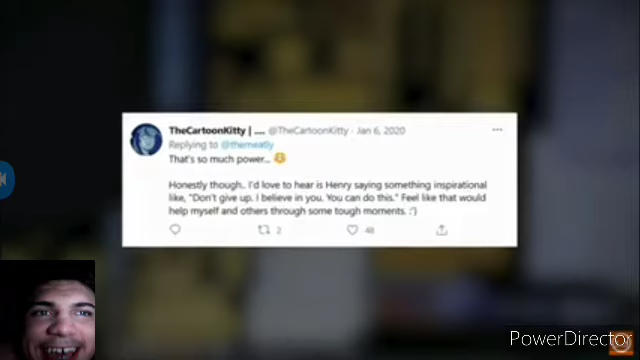 TheCartoonKitty | .... @TheCartoonKitty · Jan 6, 2020
Replying to @themeatly
That's so much power...
Honestly though.. I'd love to hear is Henry saying something inspirational
like, "Don't give up. I believe in you. You can do this." Feel like that would
help myself and others through some tough moments. :')
2 48
PowerDirector